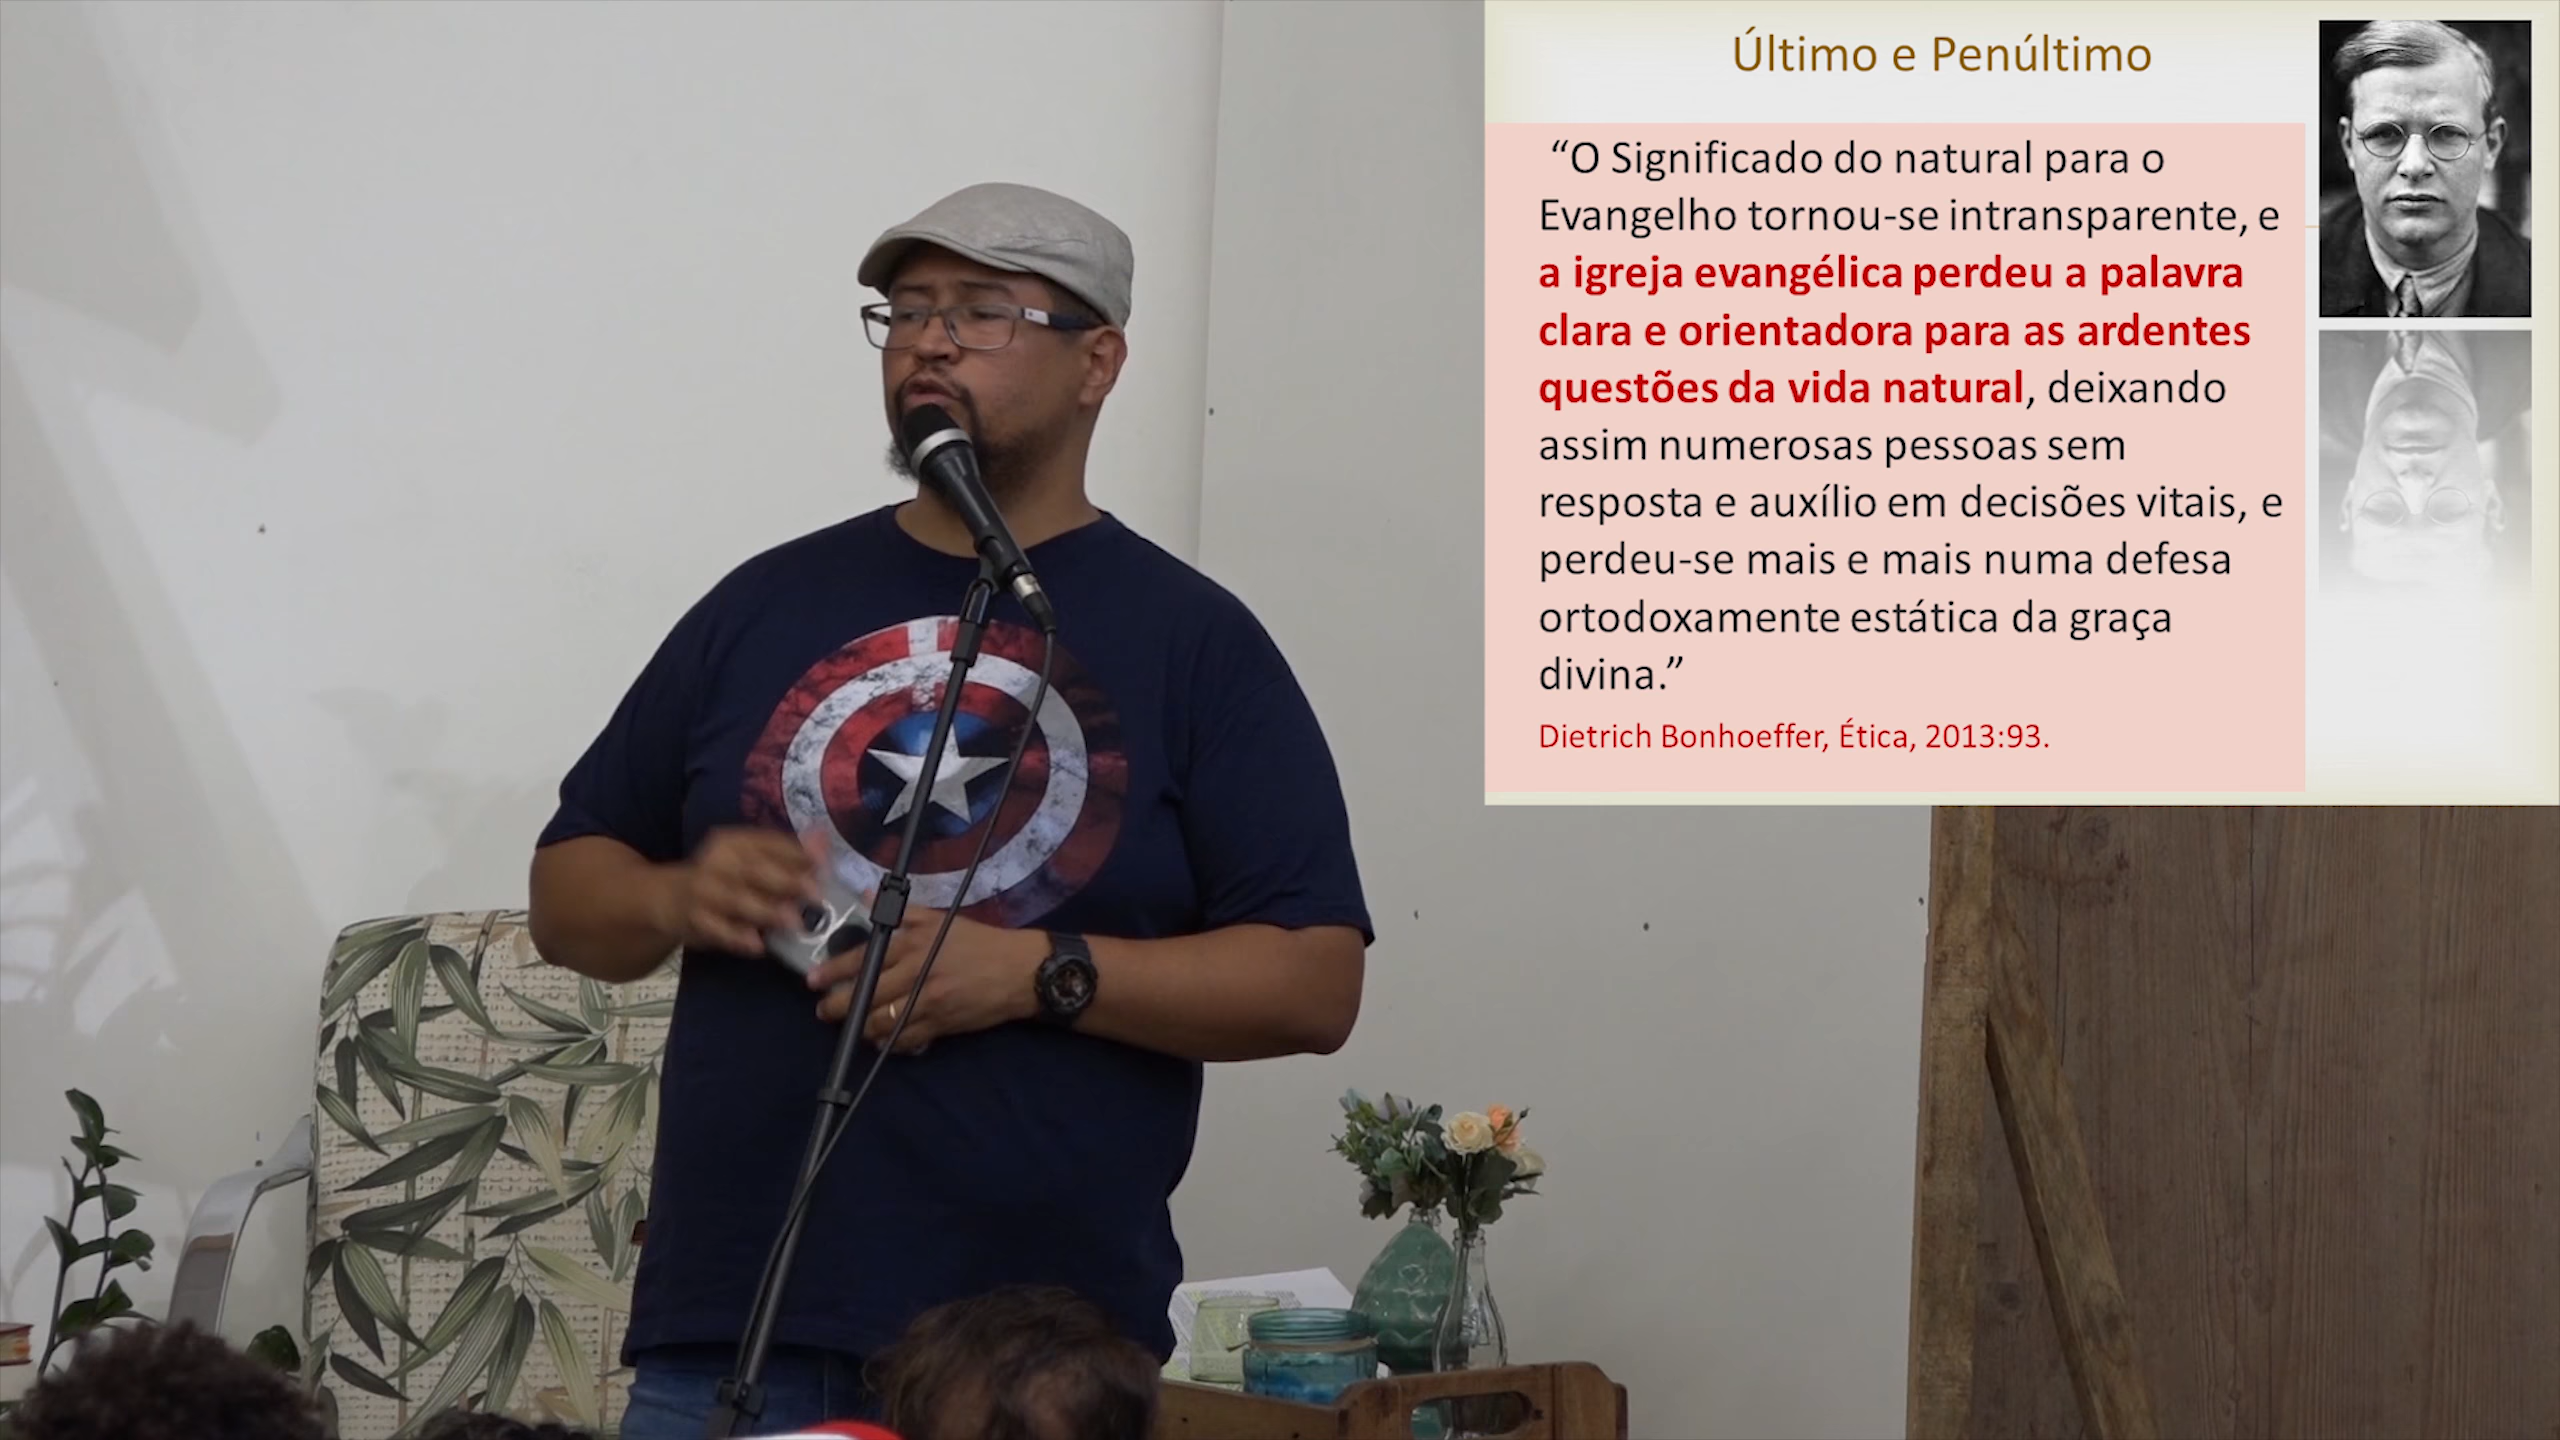 Último e Penúltimo
“O Significado do natural para o
Evangelho tornou-se intransparente, e
a igreja evangélica perdeu a palavra
clara e orientadora para as ardentes
questões da vida natural, deixando
assim numerosas pessoas sem
resposta e auxílio em decisões vitais, e
perdeu-se mais e mais numa defesa
ortodoxamente estática da graça
divina.”
Dietrich Bonhoeffer, Ética, 2013:93.